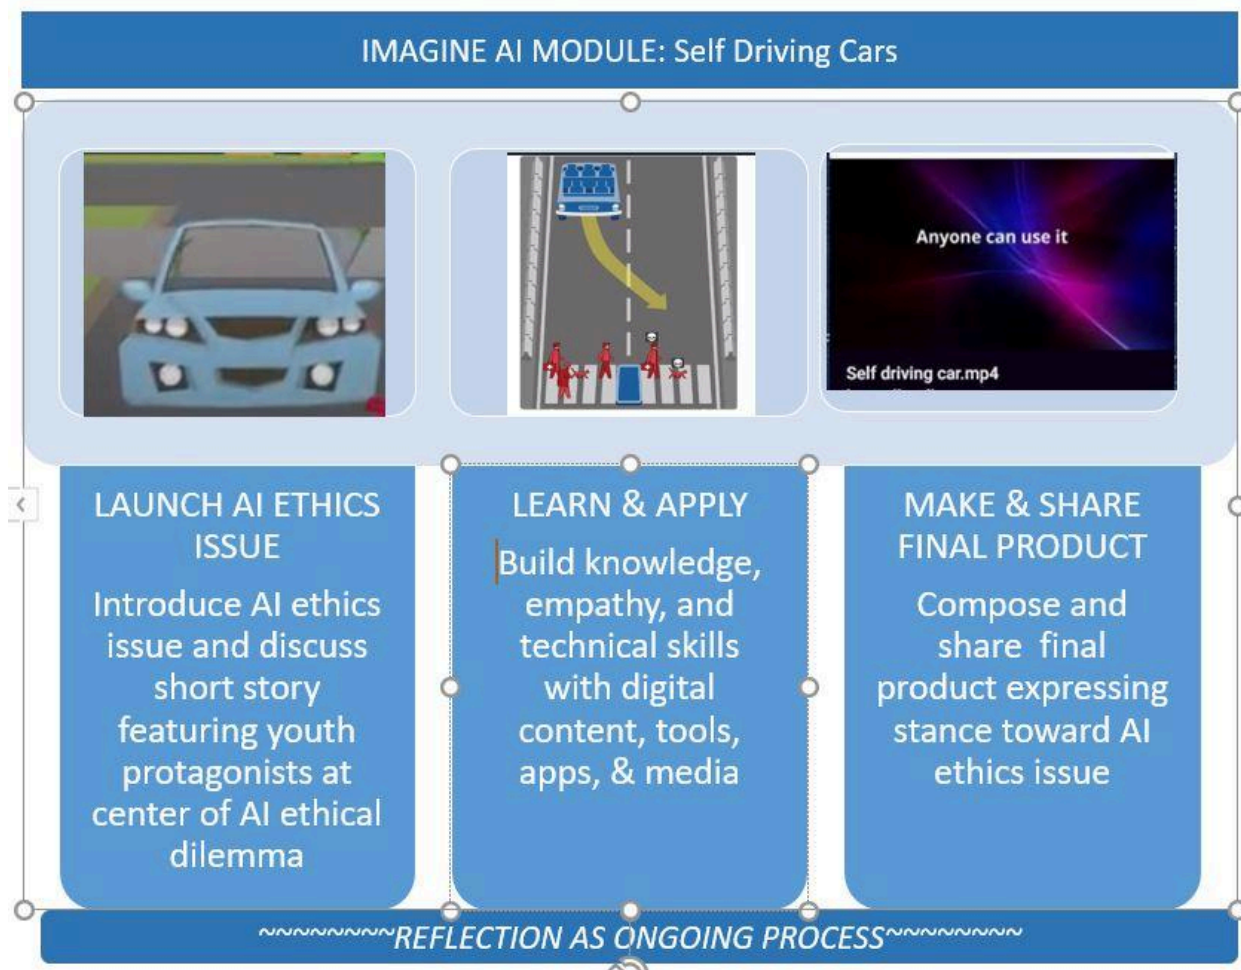 IMAGINE AI MODULE: Self Driving Cars
Anyone can use it
Self driving car.mp4
LAUNCH AI ETHICS
ISSUE
Introduce AI ethics
issue and discuss
short story
featuring youth
protagonists at
center of AI ethical
dilemma
LEARN & APPLY
Build knowledge,
empathy, and
technical skills
with digital
content, tools,
apps, & media
MAKE & SHARE
FINAL PRODUCT
Compose and
share final
product expressing
stance toward AI
ethics issue
~~~~~~~~REFLECTION AS ONGOING PROCESS~~~~~~~~